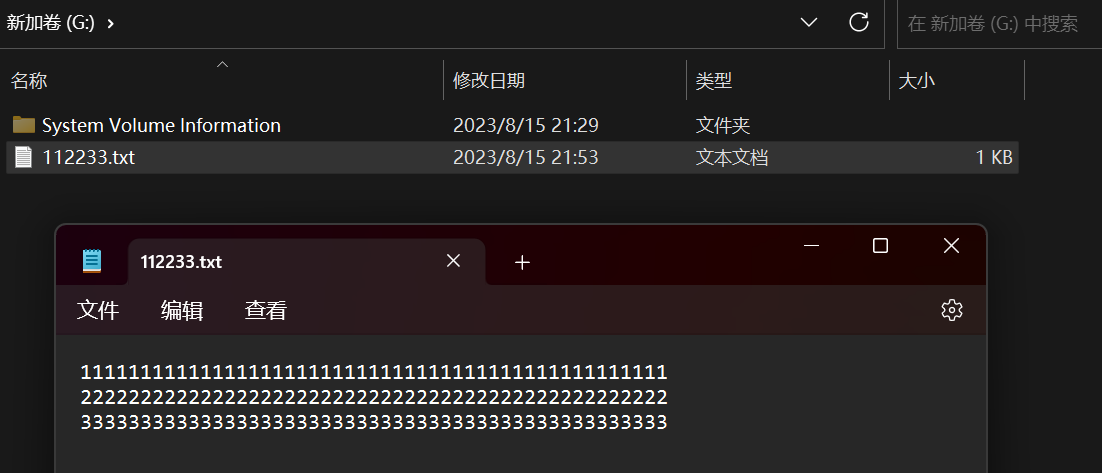 新加卷 (G:)
在 新加卷 (G:) 中搜索
名称 修改日期 类型 大小
System Volume Information 2023/8/15 21:29 文件夹
112233.txt 2023/8/15 21:53 文本文档 1 KB
112233.txt
文件 编辑 查看
1111111111111111111111111111111111111111111111111
2222222222222222222222222222222222222222222222222
3333333333333333333333333333333333333333333333333